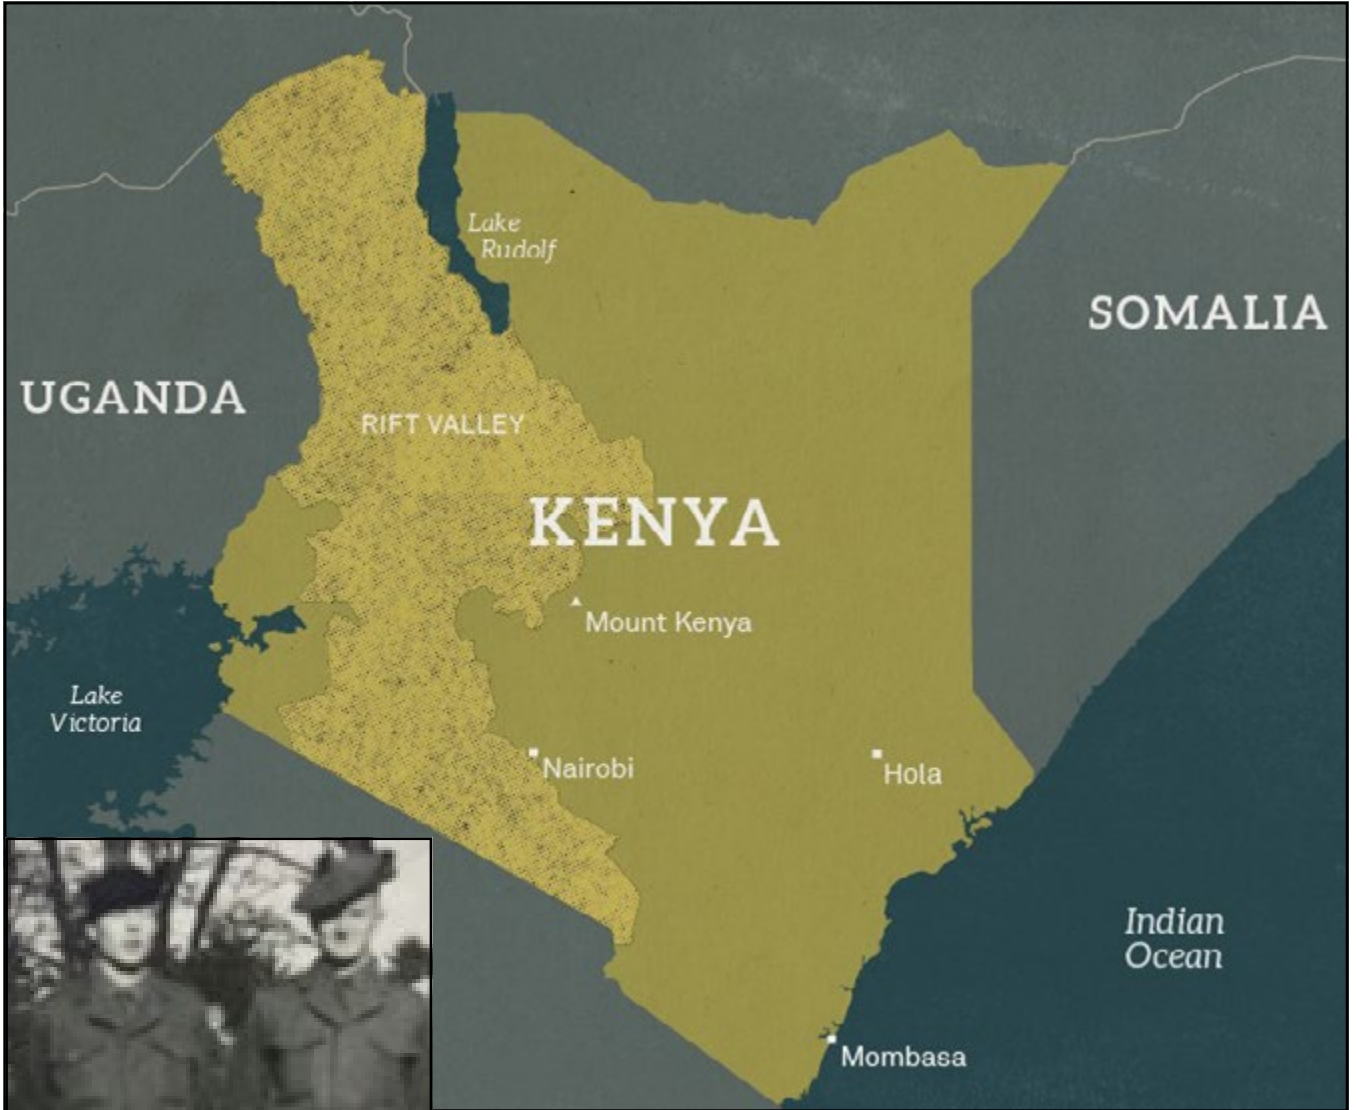 Lake
Rudolf
SOMALIA
UGANDA
RIFT VALLEY
KENYA
Mount Kenya
Lake
Victoria
Nairobi
Hola
Indian
Ocean
Mombasa